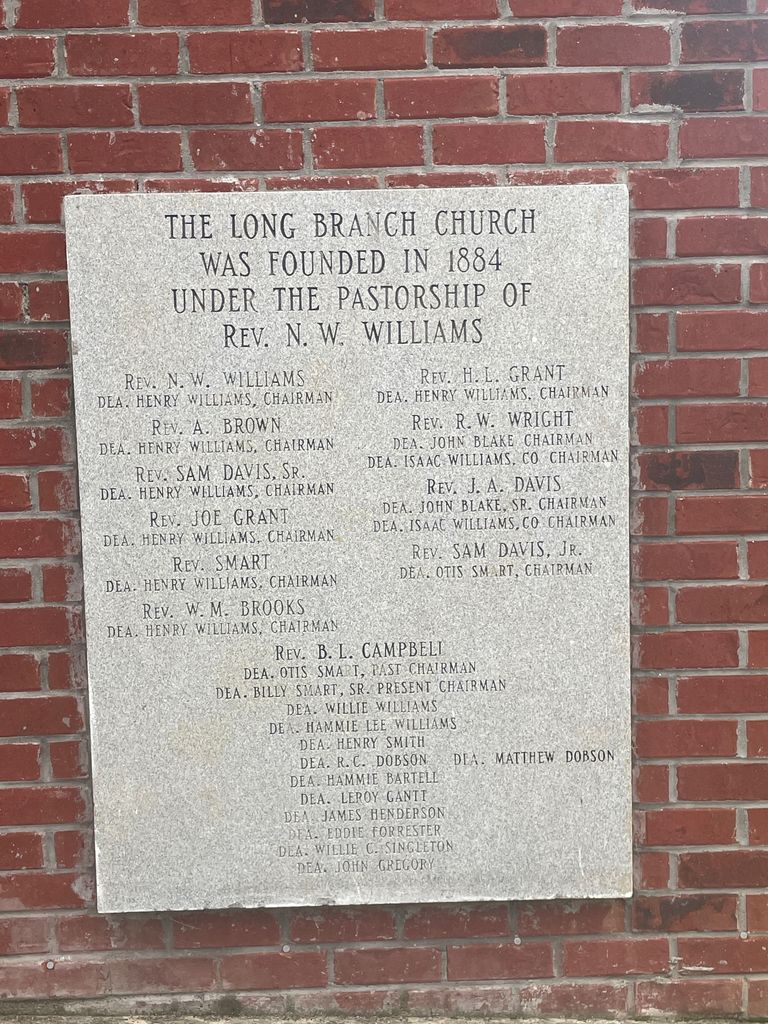 THE LONG BRANCH CHURCH
WAS FOUNDED IN 1884
UNDER THE PASTORSHIP OF
REV. N. W. WILLIAMS
REV. N. W. WILLIAMS
DEA. HENRY WILLIAMS, CHAIRMAN
REV. A. BROWN
DEA. HENRY WILLIAMS, CHAIRMAN
REV. SAM DAVIS, SR.
DEA. HENRY WILLIAMS, CHAIRMAN
REV. JOE GRANT
DEA. HENRY WILLIAMS, CHAIRMAN
REV. SMART
DEA. HENRY WILLIAMS, CHAIRMAN
REV. W. M. BROOKS
DEA. HENRY WILLIAMS, CHAIRMAN
REV. H. L. GRANT
DEA. HENRY WILLIAMS, CHAIRMAN
REV. R. W. WRIGHT
DEA. JOHN BLAKE CHAIRMAN
DEA. ISAAC WILLIAMS, CO CHAIRMAN
REV. J. A. DAVIS
DEA. JOHN BLAKE, SR. CHAIRMAN
DEA. ISAAC WILLIAMS, CO CHAIRMAN
REV. SAM DAVIS, JR.
DEA. OTIS SMART, CHAIRMAN
REV. B. L. CAMPBELL
DEA. OTIS SMART, PAST CHAIRMAN
DEA. BILLY SMART, SR. PRESENT CHAIRMAN
DEA. WILLIE WILLIAMS
DEA. HAMMIE LEE WILLIAMS
DEA. HENRY SMITH
DEA. R. C. DOBSON DEA. MATTHEW DOBSON
DEA. HAMMIE BARTELL
DEA. LEROY GANTT
DEA. JAMES HENDERSON
DEA. EDDIE FORRESTER
DEA. WILLIE C. SINGLETON
DEA. JOHN GREGORY